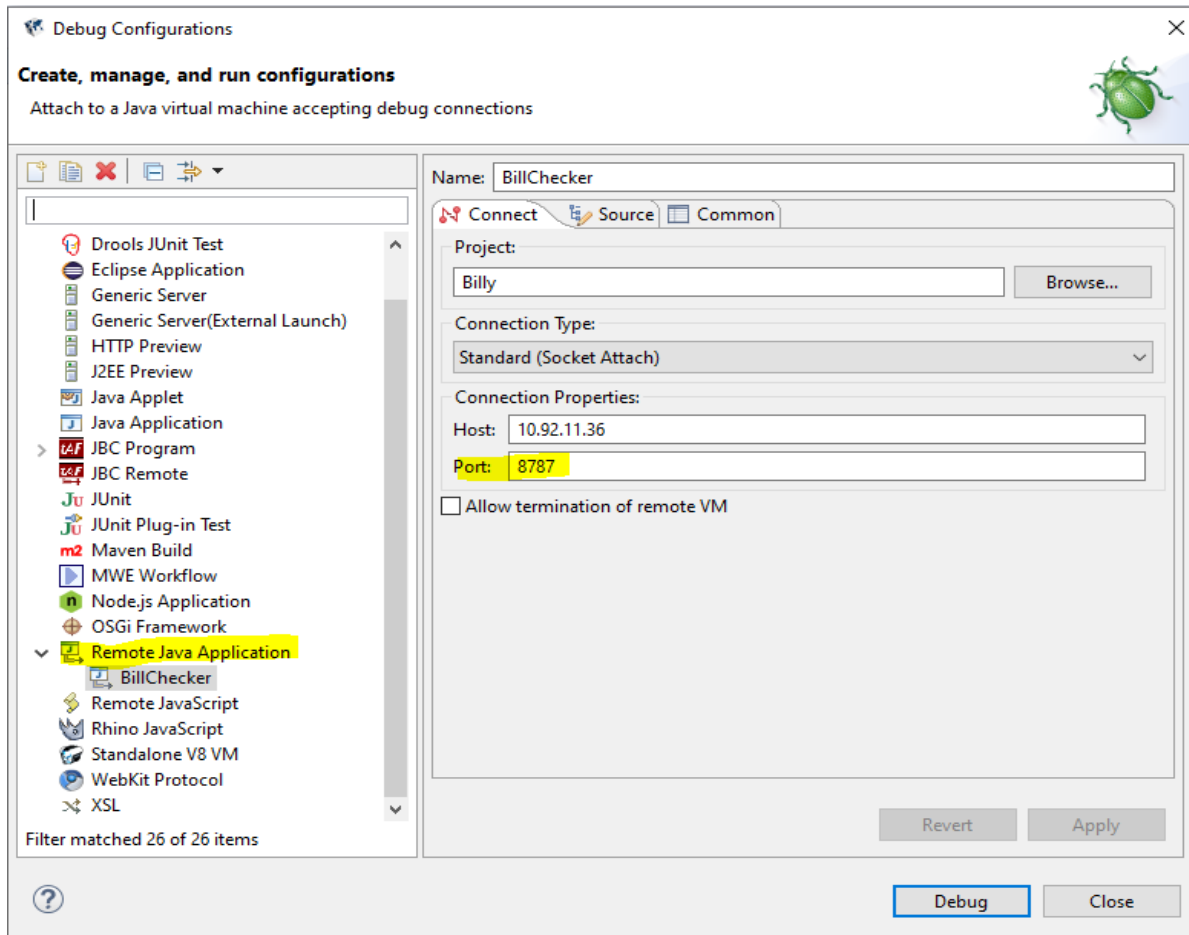 Debug Configurations
Create, manage, and run configurations
Attach to a Java virtual machine accepting debug connections
Drools JUnit Test
Eclipse Application
Generic Server
Generic Server(External Launch)
HTTP Preview
J2EE Preview
Java Applet
Java Application
JBC Program
JBC Remote
Ju JUnit
JUnit Plug-in Test
m2 Maven Build
MWE Workflow
n Node.js Application
OSGi Framework
Remote Java Application
BillChecker
Remote JavaScript
Rhino JavaScript
Standalone V8 VM
WebKit Protocol
XSL
Filter matched 26 of 26 items
Name: BillChecker
Connect Source Common
Project:
Billy Browse...
Connection Type:
Standard (Socket Attach)
Connection Properties:
Host: 10.92.11.36
Port: 8787
Allow termination of remote VM
Revert Apply
? Debug Close